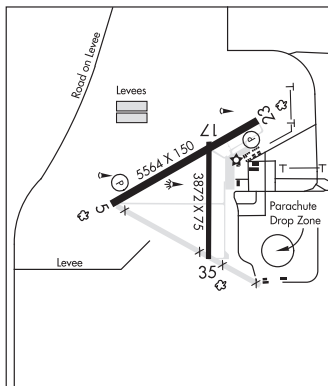 Road on Levee
Levees
23
P
17
5564 X 150
P
3872 X 75
5
Parachute
Drop Zone
35
Levee